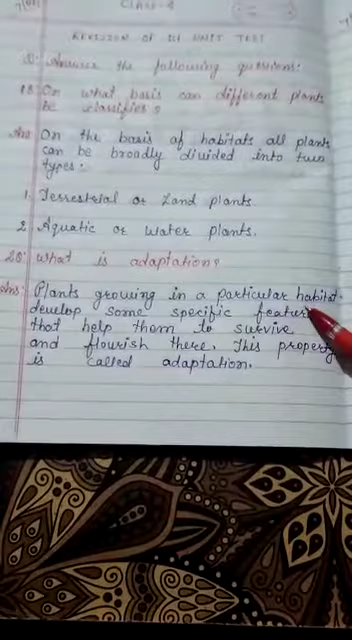 Class-4
REVISION OF III UNIT TEST
Q: Answer the following questions:
1Q: On what basis can different plants
be classified?
Ans: On the basis of habitats all plants
can be broadly divided into two
types:
1. Terrestrial or Land plants.
2. Aquatic or Water plants.
2Q: What is adaptation?
Ans: Plants growing in a particular habitat
develop some specific featur
that help them to survive
and flourish there. This property
is called adaptation.